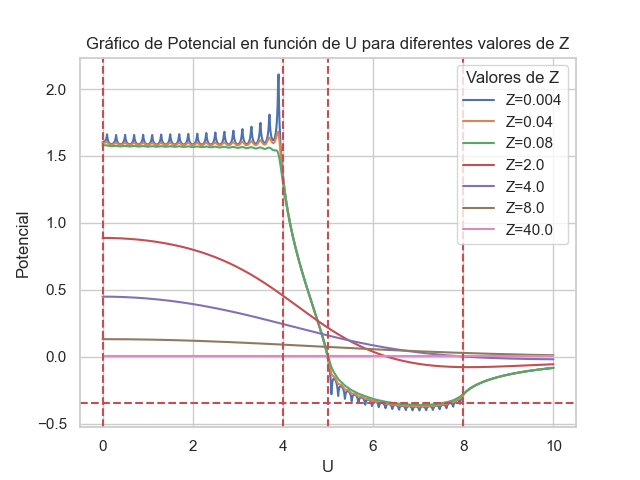 Gráfico de Potencial en función de U para diferentes valores de Z
Valores de Z
Z=0.004
Z=0.04
Z=0.08
Z=2.0
Z=4.0
Z=8.0
Z=40.0
Potencial
2.0
1.5
1.0
0.5
0.0
−0.5
0 2 4 6 8 10
U